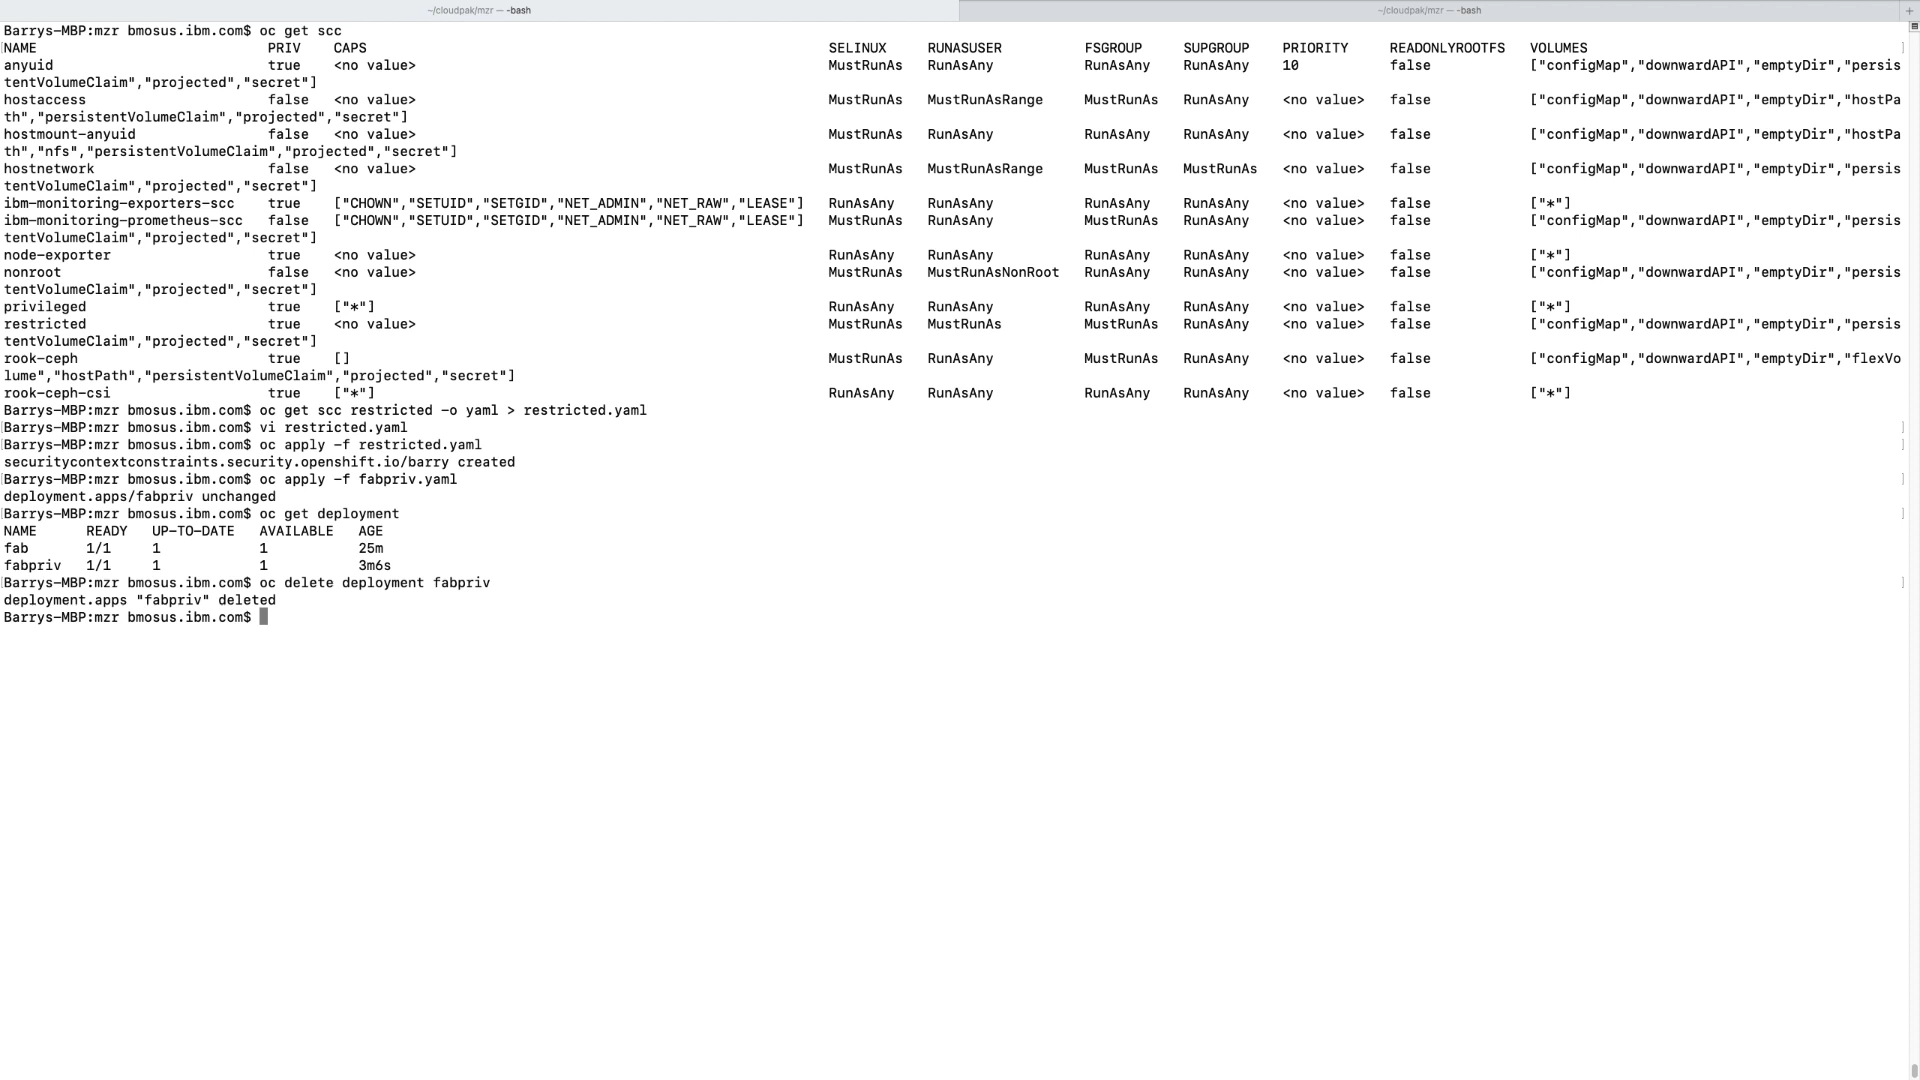 ~/cloudpak/mzr — -bash
~/cloudpak/mzr — -bash
+
Barrys-MBP:mzr bmosus.ibm.com$ oc get scc
NAME PRIV CAPS SELINUX RUNASUSER FSGROUP SUPGROUP PRIORITY READONLYROOTFS VOLUMES
anyuid true <no value> MustRunAs RunAsAny RunAsAny RunAsAny 10 false ["configMap","downwardAPI","emptyDir","persis
tentVolumeClaim","projected","secret"]
hostaccess false <no value> MustRunAs MustRunAsRange MustRunAs RunAsAny <no value> false ["configMap","downwardAPI","emptyDir","hostPa
th","persistentVolumeClaim","projected","secret"]
hostmount-anyuid false <no value> MustRunAs RunAsAny RunAsAny RunAsAny <no value> false ["configMap","downwardAPI","emptyDir","hostPa
th","nfs","persistentVolumeClaim","projected","secret"]
hostnetwork false <no value> MustRunAs MustRunAsRange MustRunAs MustRunAs <no value> false ["configMap","downwardAPI","emptyDir","persis
tentVolumeClaim","projected","secret"]
ibm-monitoring-exporters-scc true ["CHOWN","SETUID","SETGID","NET_ADMIN","NET_RAW","LEASE"] RunAsAny RunAsAny RunAsAny RunAsAny <no value> false ["*"]
ibm-monitoring-prometheus-scc false ["CHOWN","SETUID","SETGID","NET_ADMIN","NET_RAW","LEASE"] MustRunAs RunAsAny MustRunAs RunAsAny <no value> false ["configMap","downwardAPI","emptyDir","persis
tentVolumeClaim","projected","secret"]
node-exporter true <no value> RunAsAny RunAsAny RunAsAny RunAsAny <no value> false ["*"]
nonroot false <no value> MustRunAs MustRunAsNonRoot RunAsAny RunAsAny <no value> false ["configMap","downwardAPI","emptyDir","persis
tentVolumeClaim","projected","secret"]
privileged true ["*"] RunAsAny RunAsAny RunAsAny RunAsAny <no value> false ["*"]
restricted true <no value> MustRunAs MustRunAs MustRunAs RunAsAny <no value> false ["configMap","downwardAPI","emptyDir","persis
tentVolumeClaim","projected","secret"]
rook-ceph true [] MustRunAs RunAsAny MustRunAs RunAsAny <no value> false ["configMap","downwardAPI","emptyDir","flexVo
lume","hostPath","persistentVolumeClaim","projected","secret"]
rook-ceph-csi true ["*"] RunAsAny RunAsAny RunAsAny RunAsAny <no value> false ["*"]
Barrys-MBP:mzr bmosus.ibm.com$ oc get scc restricted -o yaml > restricted.yaml
Barrys-MBP:mzr bmosus.ibm.com$ vi restricted.yaml
Barrys-MBP:mzr bmosus.ibm.com$ oc apply -f restricted.yaml
securitycontextconstraints.security.openshift.io/barry created
Barrys-MBP:mzr bmosus.ibm.com$ oc apply -f fabpriv.yaml
deployment.apps/fabpriv unchanged
Barrys-MBP:mzr bmosus.ibm.com$ oc get deployment
NAME READY UP-TO-DATE AVAILABLE AGE
fab 1/1 1 1 25m
fabpriv 1/1 1 1 3m6s
Barrys-MBP:mzr bmosus.ibm.com$ oc delete deployment fabpriv
deployment.apps "fabpriv" deleted
Barrys-MBP:mzr bmosus.ibm.com$